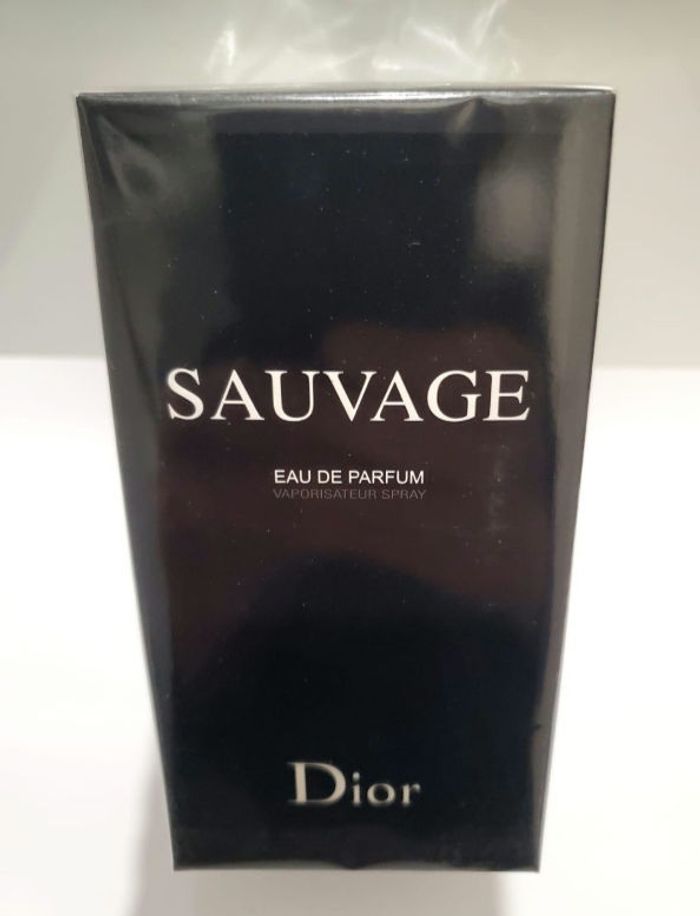 SAUVAGE
EAU DE PARFUM
VAPORISATEUR SPRAY
Dior